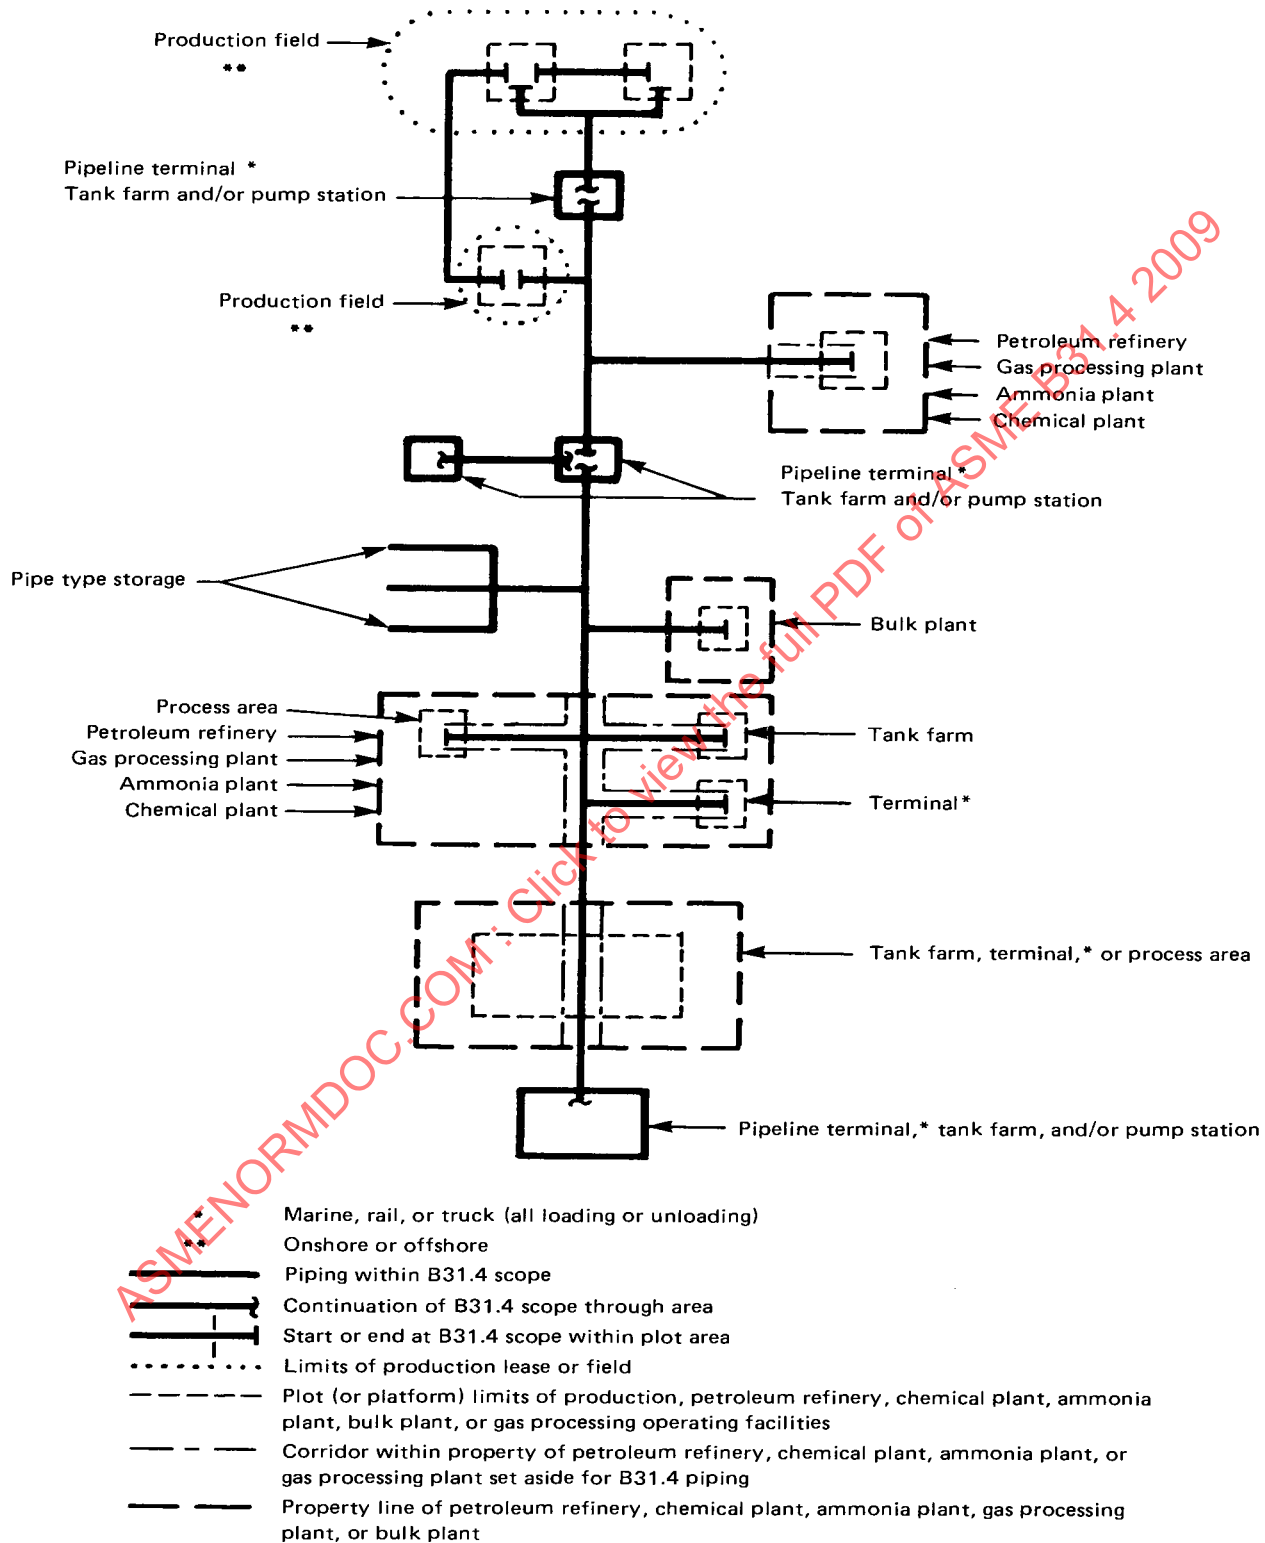 Production field
**
Pipeline terminal *
Tank farm and/or pump station
Production field
**
Petroleum refinery
Gas processing plant
Ammonia plant
Chemical plant
Pipeline terminal *
Tank farm and/or pump station
Pipe type storage
Bulk plant
Process area
Petroleum refinery
Gas processing plant
Ammonia plant
Chemical plant
Tank farm
Terminal*
Tank farm, terminal,* or process area
Pipeline terminal,* tank farm, and/or pump station
* Marine, rail, or truck (all loading or unloading)
** Onshore or offshore
Piping within B31.4 scope
Continuation of B31.4 scope through area
Start or end at B31.4 scope within plot area
Limits of production lease or field
Plot (or platform) limits of production, petroleum refinery, chemical plant, ammonia
plant, bulk plant, or gas processing operating facilities
Corridor within property of petroleum refinery, chemical plant, ammonia plant, or
gas processing plant set aside for B31.4 piping
Property line of petroleum refinery, chemical plant, ammonia plant, gas processing
plant, or bulk plant
ASMENORMDOC.COM : Click to view the full PDF of ASME B31.4 2009